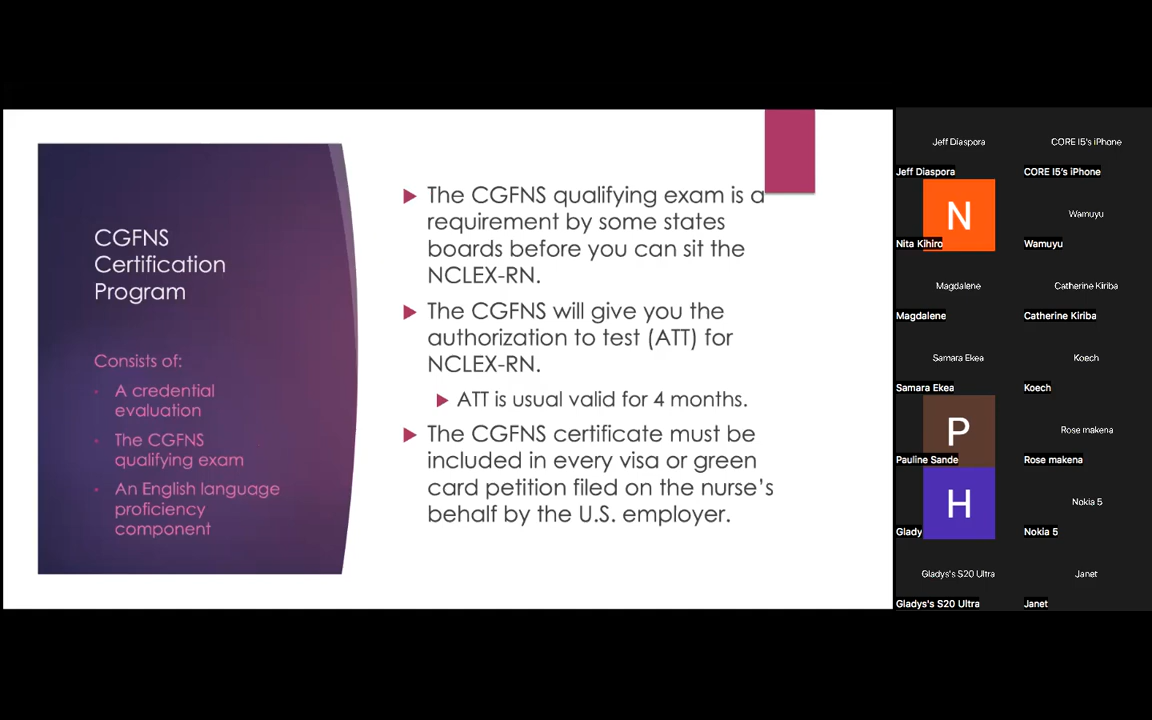 CGFNS
Certification
Program
Consists of:
A credential
evaluation
The CGFNS
qualifying exam
An English language
proficiency
component
The CGFNS qualifying exam is a
requirement by some states
boards before you can sit the
NCLEX-RN.
The CGFNS will give you the
authorization to test (ATT) for
NCLEX-RN.
ATT is usual valid for 4 months.
The CGFNS certificate must be
included in every visa or green
card petition filed on the nurse's
behalf by the U.S. employer.
Jeff Diaspora
CORE I5's iPhone
Jeff Diaspora
CORE I5's iPhone
N
Wamuyu
Nita Kihiro
Wamuyu
Magdalene
Catherine Kiriba
Magdalene
Catherine Kiriba
Samara Ekea
Koech
Samara Ekea
Koech
P
Rose makena
Pauline Sande
Rose makena
H
Nokia 5
Glady
Nokia 5
Gladys's S20 Ultra
Janet
Gladys's S20 Ultra
Janet